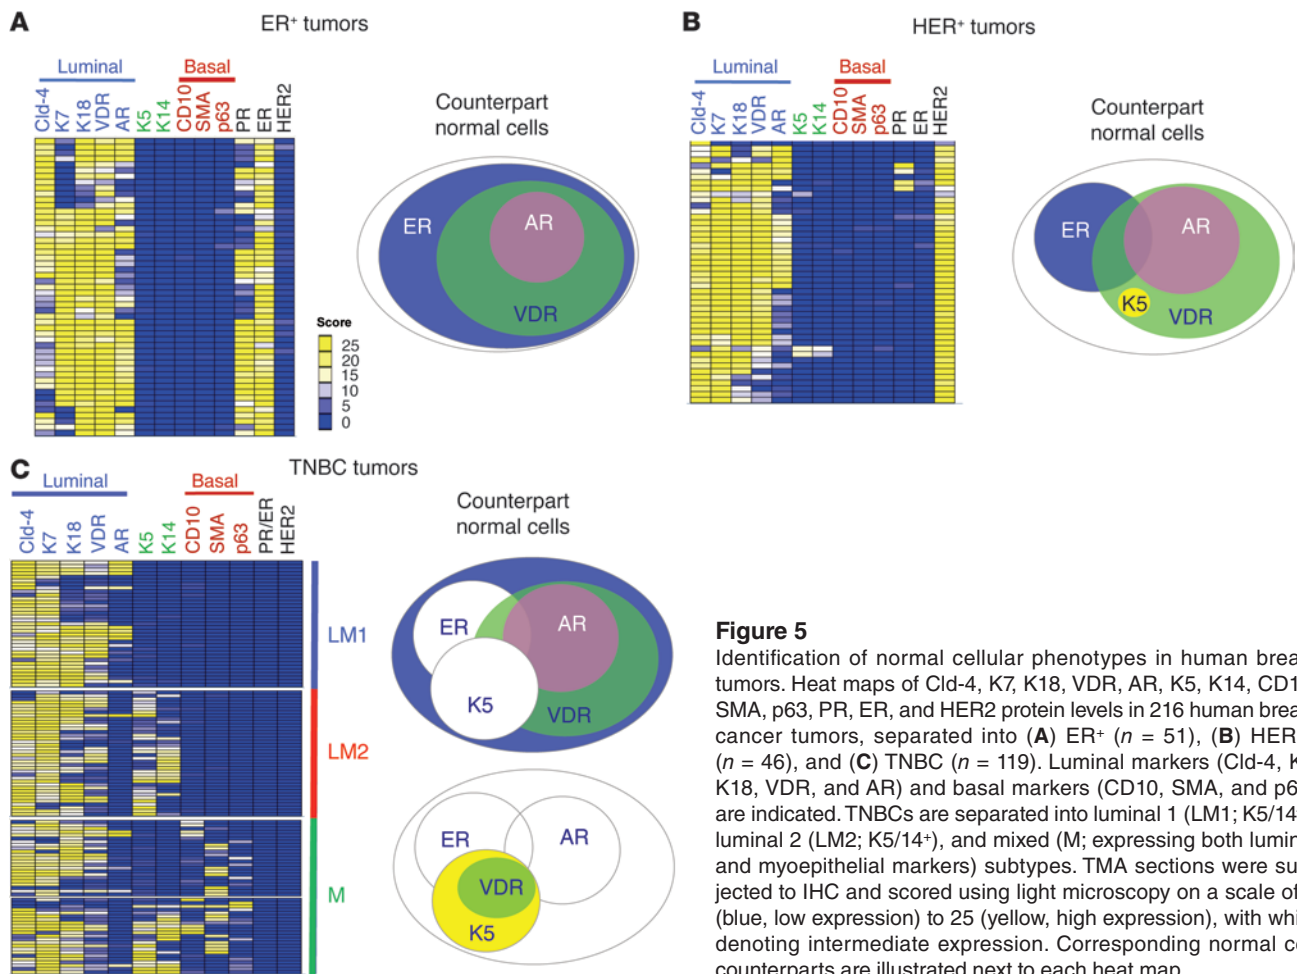 A
ER+ tumors
Luminal
Basal
Cld-4
K7
K18
VDR
AR
K5
K14
CD10
SMA
p63
PR
ER
HER2
Counterpart
normal cells
ER
AR
VDR
Score
25
20
15
10
5
0
B
HER+ tumors
Luminal
Basal
Cld-4
K7
K18
VDR
AR
K5
K14
CD10
SMA
p63
PR
ER
HER2
Counterpart
normal cells
ER
AR
K5
VDR
C
TNBC tumors
Luminal
Basal
Cld-4
K7
K18
VDR
AR
K5
K14
CD10
SMA
p63
PR/ER
HER2
LM1
LM2
M
Counterpart
normal cells
ER
AR
K5
VDR
ER
AR
VDR
K5
Figure 5
Identification of normal cellular phenotypes in human brea
tumors. Heat maps of Cld-4, K7, K18, VDR, AR, K5, K14, CD1
SMA, p63, PR, ER, and HER2 protein levels in 216 human brea
cancer tumors, separated into (A) ER+ (n = 51), (B) HER
(n = 46), and (C) TNBC (n = 119). Luminal markers (Cld-4, K
K18, VDR, and AR) and basal markers (CD10, SMA, and p6
are indicated. TNBCs are separated into luminal 1 (LM1; K5/14
luminal 2 (LM2; K5/14+), and mixed (M; expressing both lumin
and myoepithelial markers) subtypes. TMA sections were su
jected to IHC and scored using light microscopy on a scale of
(blue, low expression) to 25 (yellow, high expression), with whi
denoting intermediate expression. Corresponding normal ce
counterparts are illustrated next to each heat map.